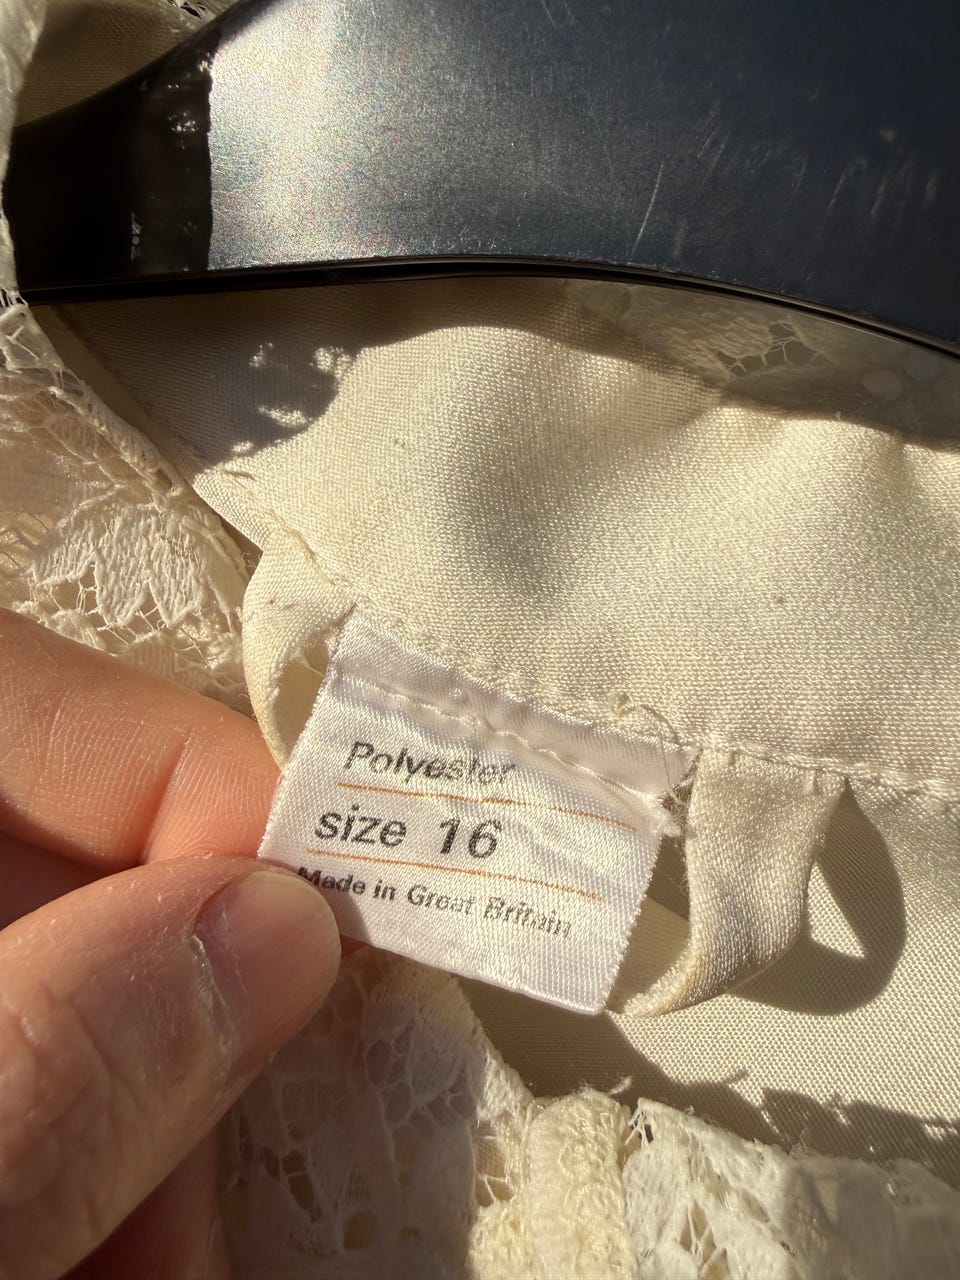 Polyester
size 16
Made in Great Britain